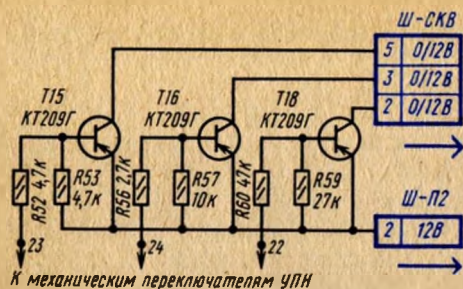 Ш-СКВ
5 0/12В
3 0/12В
2 0/12В
Т15
КТ209Г
Т16
КТ209Г
Т18
КТ209Г
R52 4,7к
R53
4,7к
R56 2,7к
R57
10к
R60 4,7к
R59
27к
Ш-П2
2 12В
23
24
22
К механическим переключателям УПН